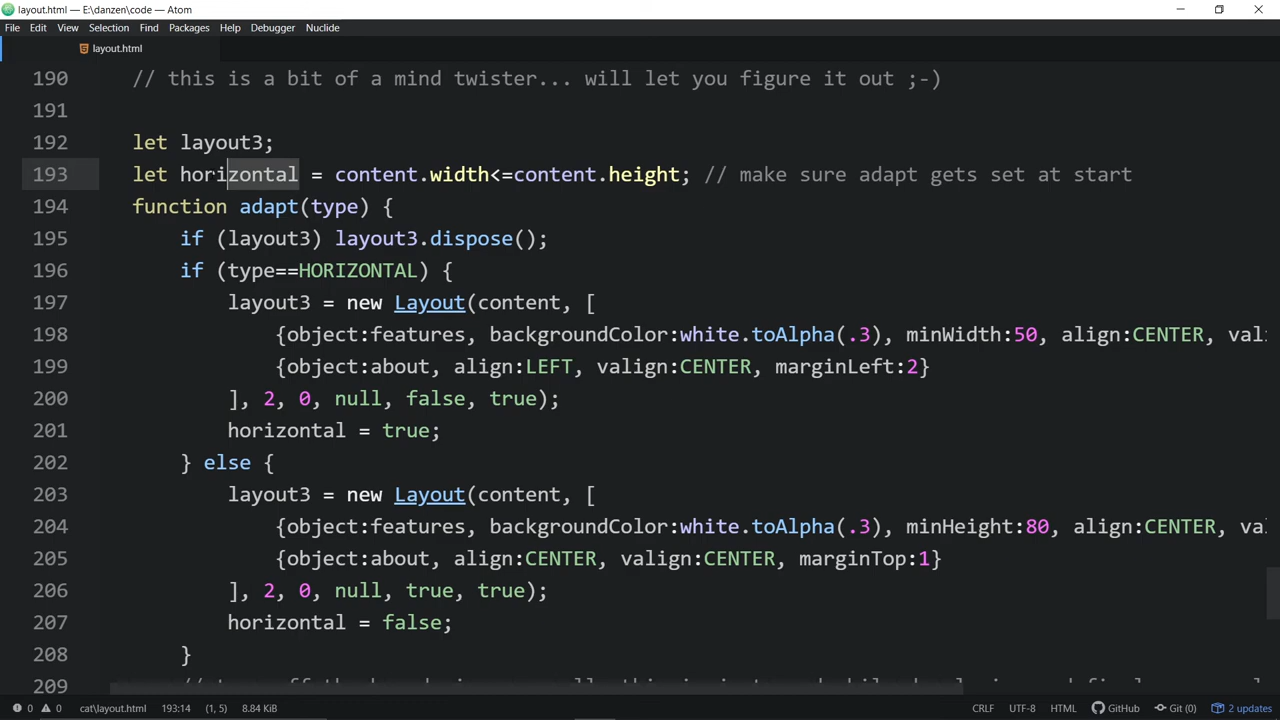 layout.html — E:\danzen\code — Atom
File Edit View Selection Find Packages Help Debugger Nuclide
layout.html
190 // this is a bit of a mind twister... will let you figure it out ;-)
191
192 let layout3;
193 let horizontal = content.width<=content.height; // make sure adapt gets set at start
194 function adapt(type) {
195 if (layout3) layout3.dispose();
196 if (type==HORIZONTAL) {
197 layout3 = new Layout(content, [
198 {object:features, backgroundColor:white.toAlpha(.3), minWidth:50, align:CENTER, vali
199 {object:about, align:LEFT, valign:CENTER, marginLeft:2}
200 ], 2, 0, null, false, true);
201 horizontal = true;
202 } else {
203 layout3 = new Layout(content, [
204 {object:features, backgroundColor:white.toAlpha(.3), minHeight:80, align:CENTER, va
205 {object:about, align:CENTER, valign:CENTER, marginTop:1}
206 ], 2, 0, null, true, true);
207 horizontal = false;
208 }
209
0 0 cat\layout.html 193:14 (1, 5) 8.84 KiB CRLF UTF-8 HTML GitHub Git (0) 2 updates